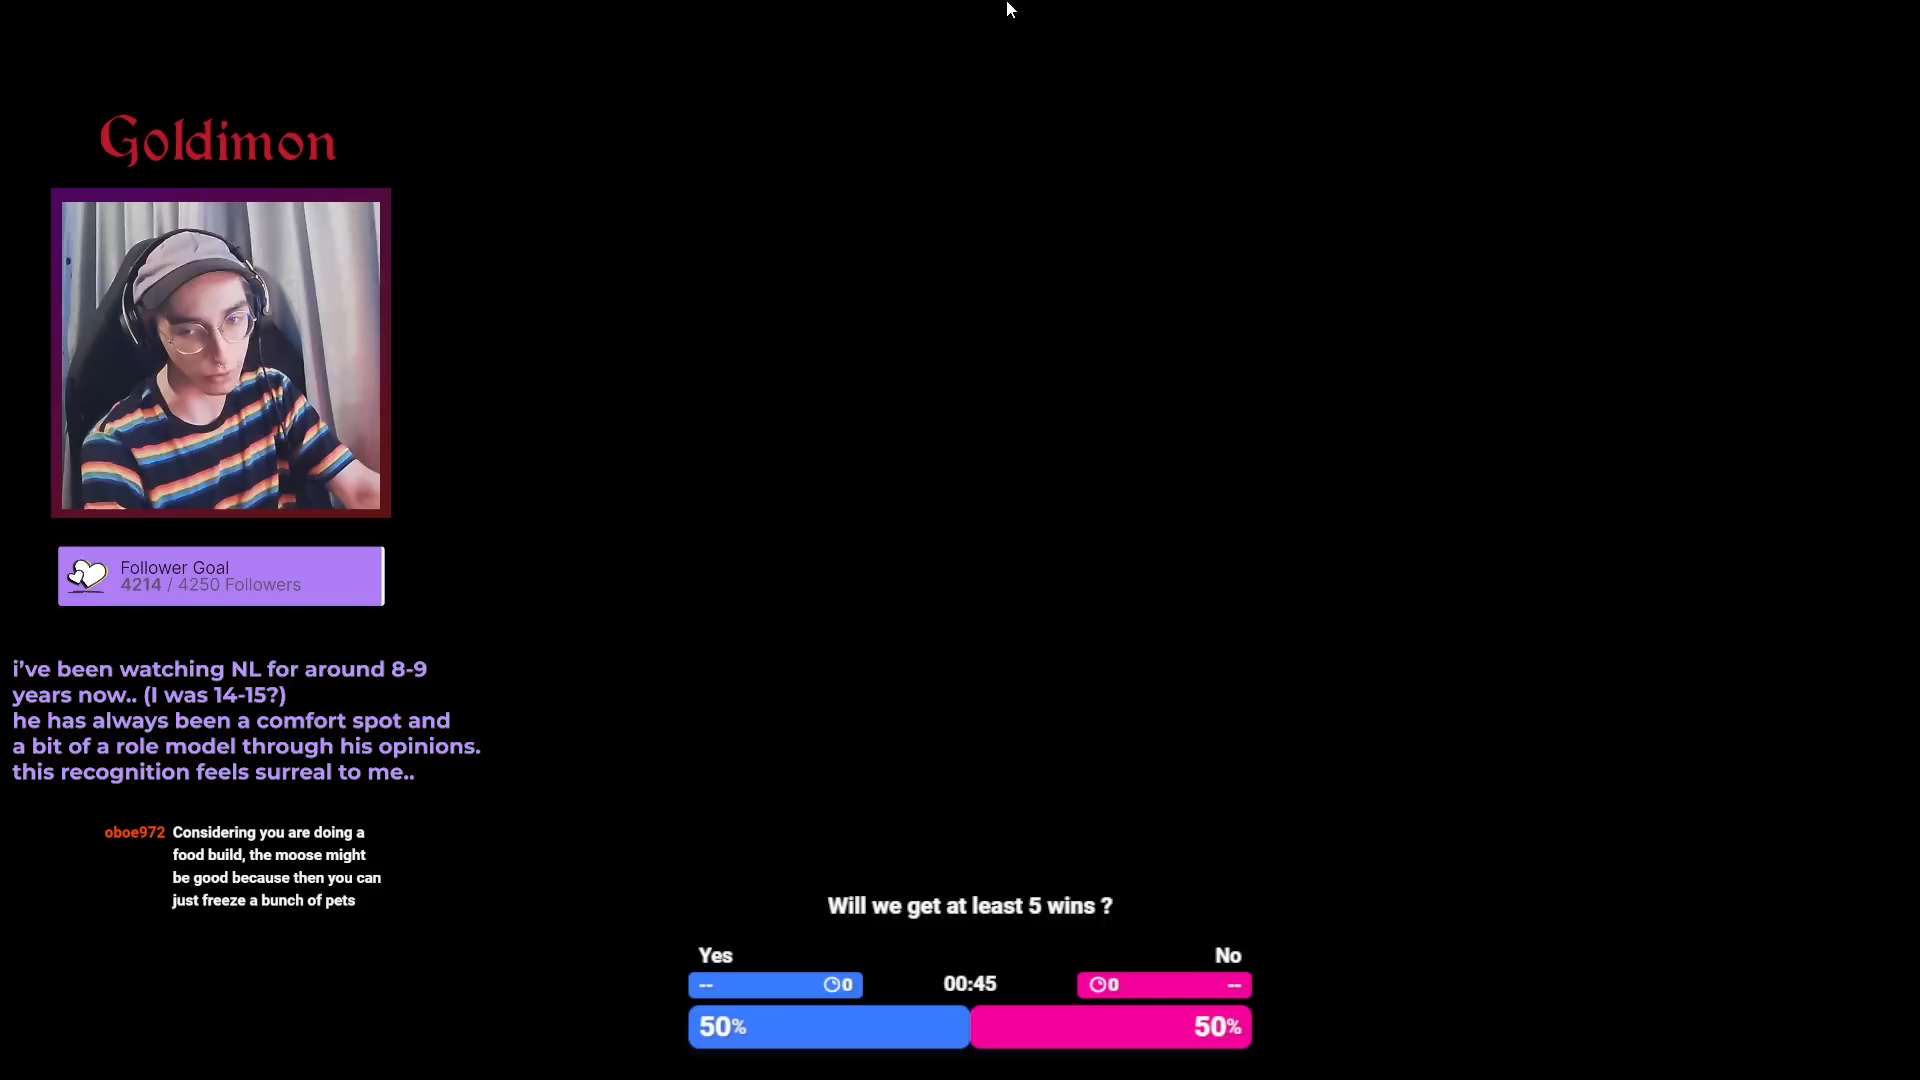 Goldimon
Follower Goal
4214 / 4250 Followers
i’ve been watching NL for around 8-9
years now.. (I was 14-15?)
he has always been a comfort spot and
a bit of a role model through his opinions.
this recognition feels surreal to me..
oboe972 Considering you are doing a
food build, the moose might
be good because then you can
just freeze a bunch of pets
Will we get at least 5 wins ?
Yes
No
-- 0
00:45
0 --
50%
50%